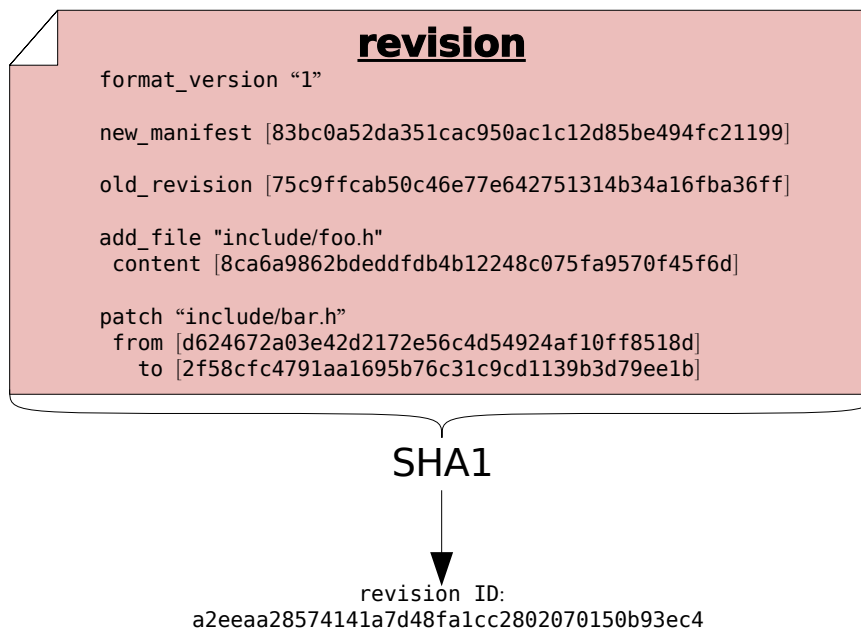 revision
format_version “1”
new_manifest [83bc0a52da351cac950ac1c12d85be494fc21199]
old_revision [75c9ffcab50c46e77e642751314b34a16fba36ff]
add_file "include/foo.h"
content [8ca6a9862bdeddfdb4b12248c075fa9570f45f6d]
patch “include/bar.h”
from [d624672a03e42d2172e56c4d54924af10ff8518d]
to [2f58cfc4791aa1695b76c31c9cd1139b3d79ee1b]
SHA1
revision ID:
a2eeaa28574141a7d48fa1cc2802070150b93ec4